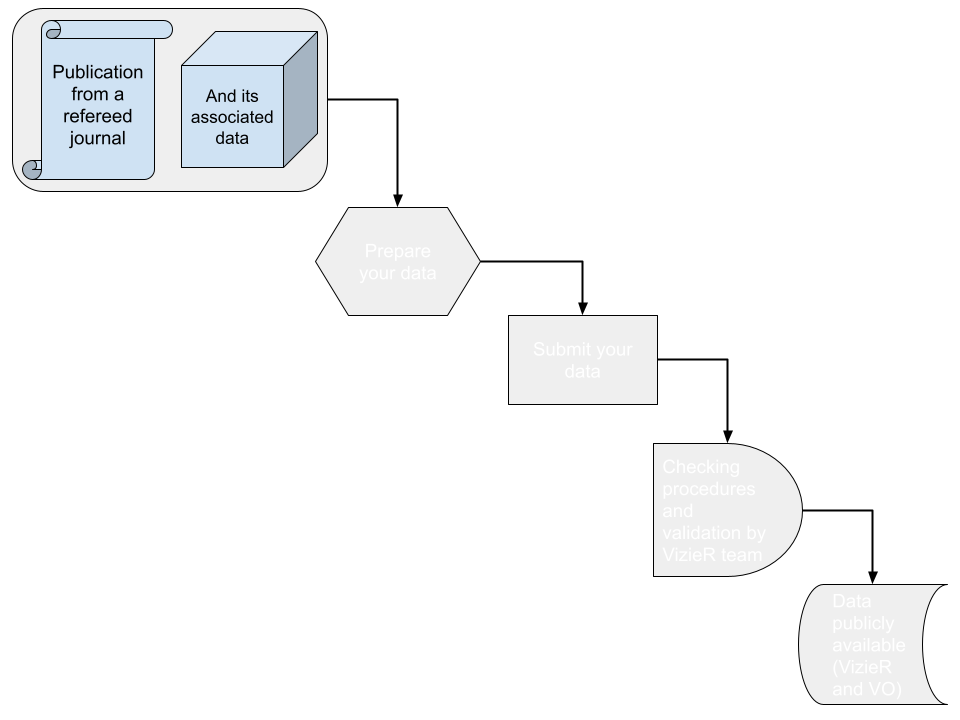 Publication
from a
refereed
journal
And its
associated
data
Prepare
your data
Submit your
data
Checking
procedures
and
validation by
VizieR team
Data
publicly
available
(VizieR
and VO)